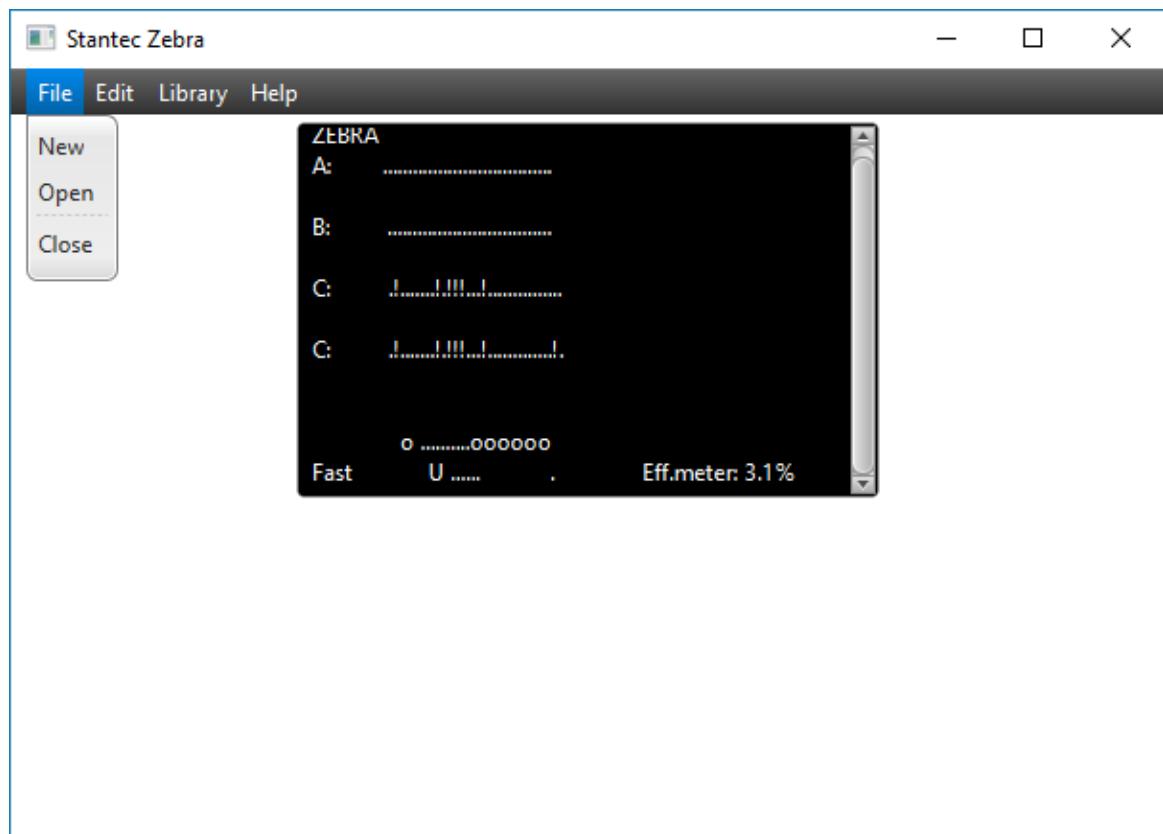 Stantec Zebra
File Edit Library Help
New
Open
Close
ZEBRA
A: ..................................
B: .................................
C: .!.......!.!!!...!...............
C: .!.......!.!!!...!.............!.
o ..........oooooo
Fast U ...... . Eff.meter: 3.1%